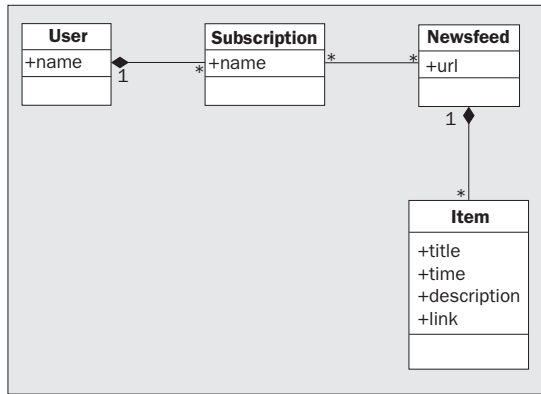 User
+name
1
*
Subscription
+name
*
*
Newsfeed
+url
1
*
Item
+title
+time
+description
+link